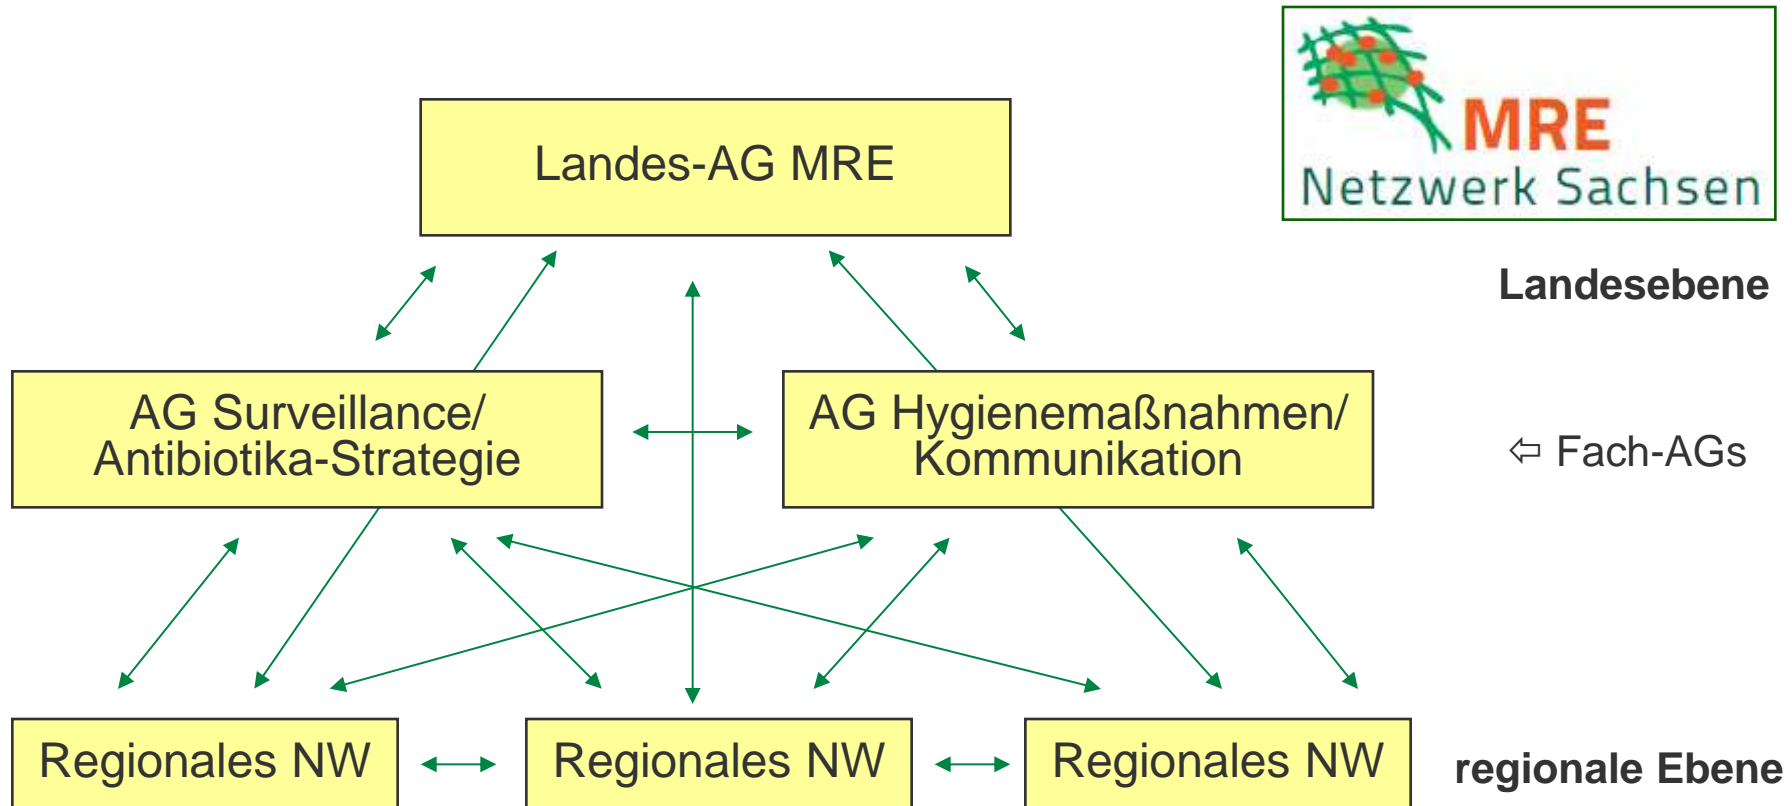 MRE
Netzwerk Sachsen
Landes-AG MRE
Landesebene
AG Surveillance/
Antibiotika-Strategie
AG Hygienemaßnahmen/
Kommunikation
⇦ Fach-AGs
Regionales NW
Regionales NW
Regionales NW
regionale Ebene